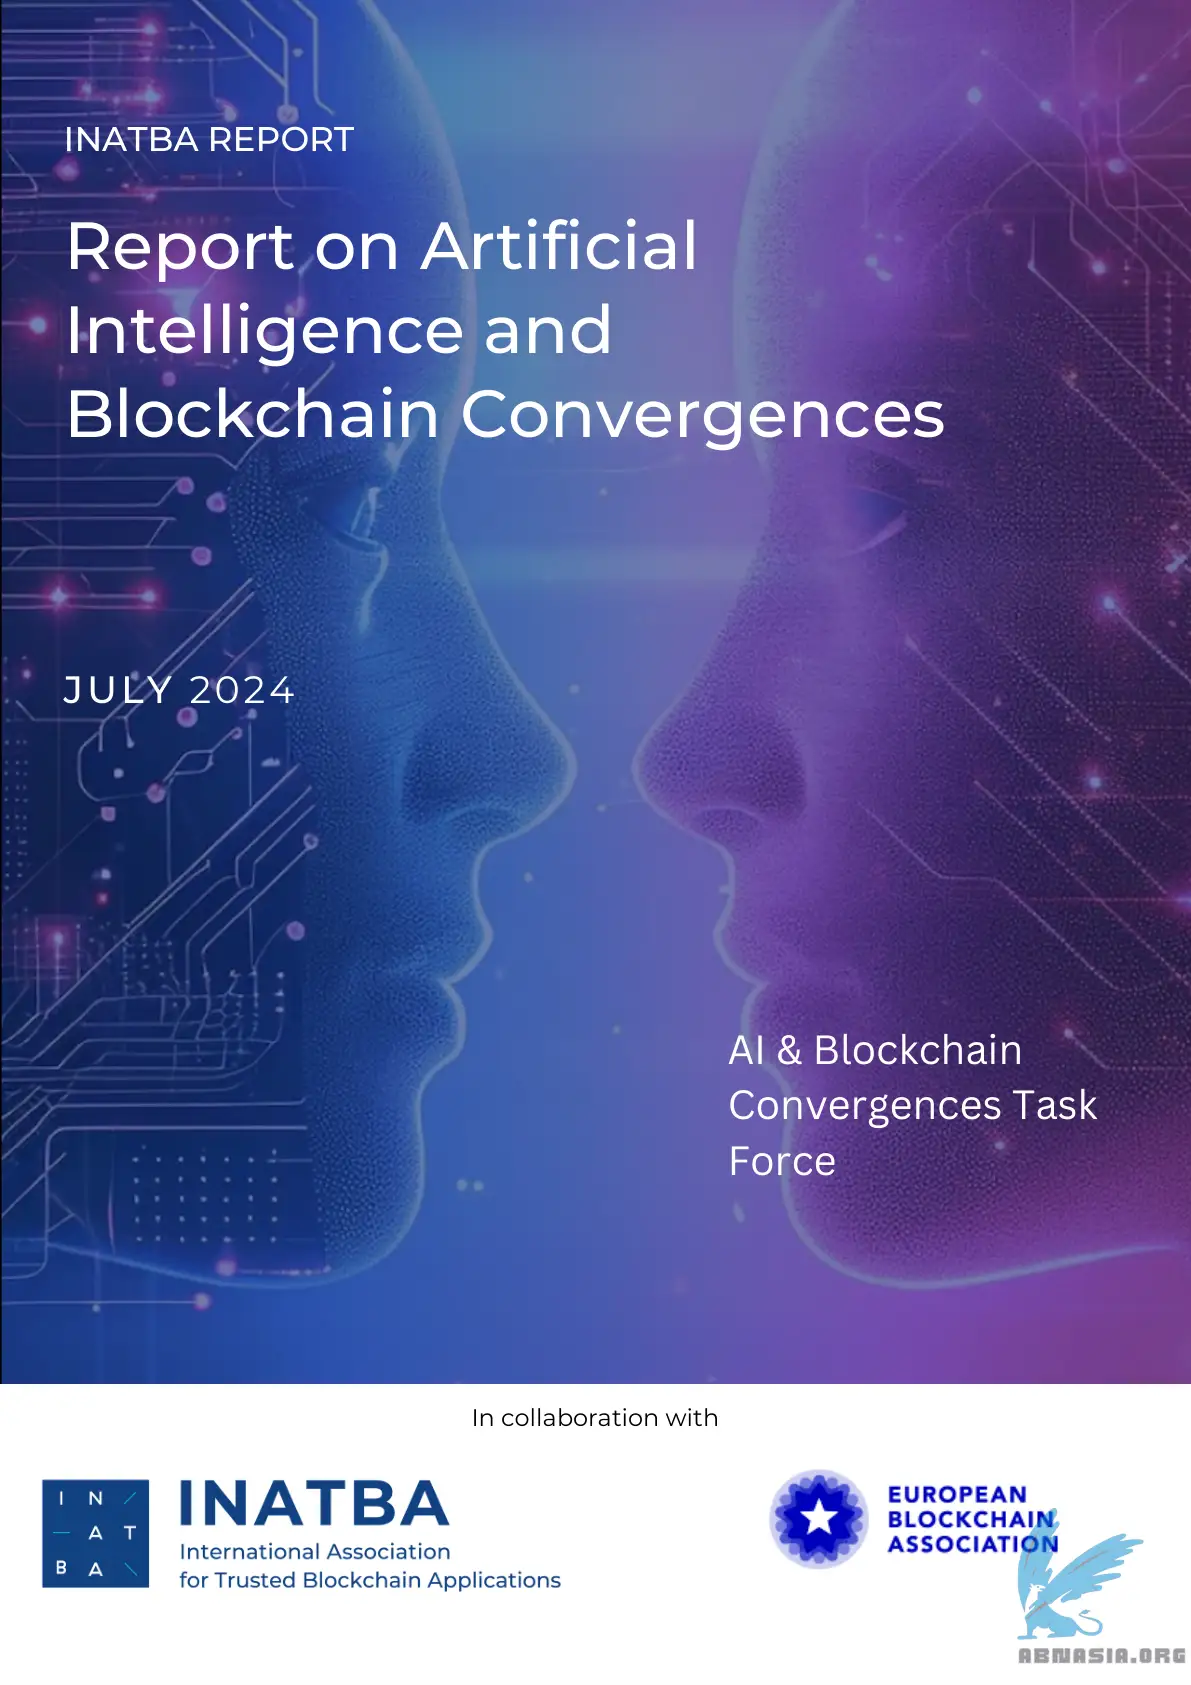 INATBA REPORT
Report on Artificial
Intelligence and
Blockchain Convergences
JULY 2024
AI & Blockchain
Convergences Task
Force
In collaboration with
I N
A T
B A
INATBA
International Association
for Trusted Blockchain Applications
EUROPEAN
BLOCKCHAIN
ASSOCIATION
ABNASIA.ORG